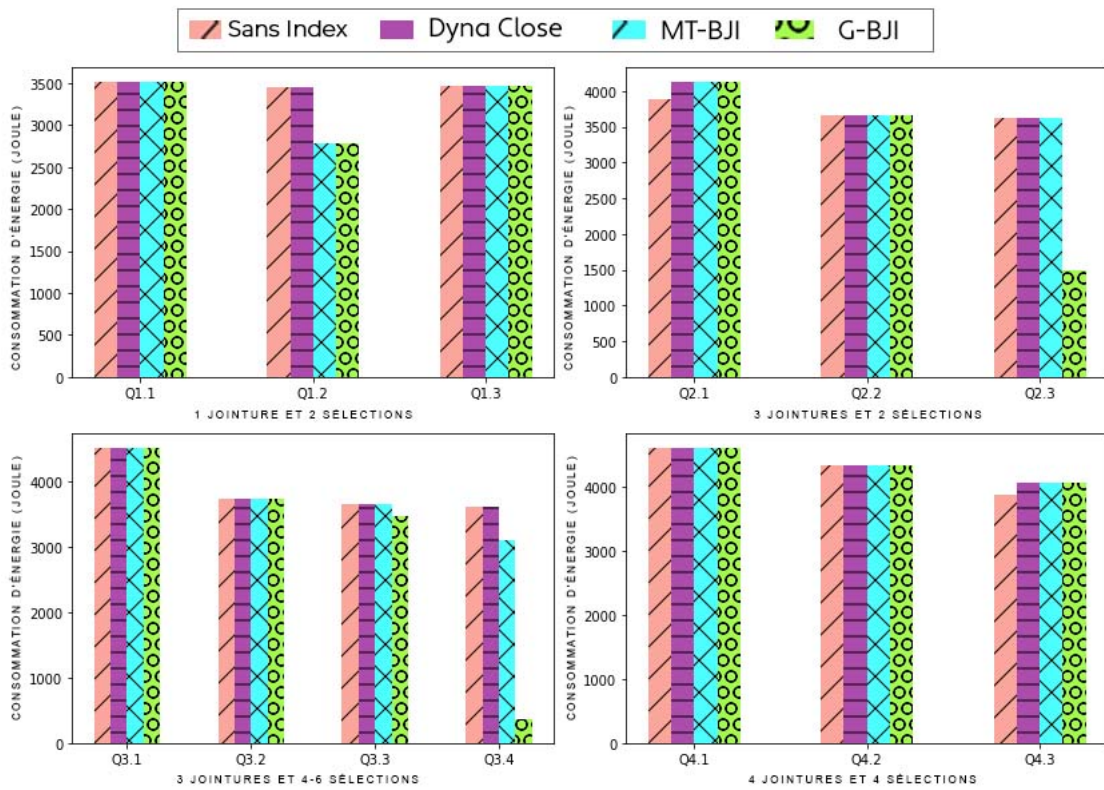 Sans Index Dyna Close MT-BJI G-BJI
CONSOMMATION D'ÉNERGIE (JOULE)
3500
3000
2500
2000
1500
1000
500
0
Q1.1 Q1.2 Q1.3
1 JOINTURE ET 2 SÉLECTIONS
CONSOMMATION D'ÉNERGIE (JOULE)
4000
3500
3000
2500
2000
1500
1000
500
0
Q2.1 Q2.2 Q2.3
3 JOINTURES ET 2 SÉLECTIONS
CONSOMMATION D'ÉNERGIE (JOULE)
4000
3000
2000
1000
0
Q3.1 Q3.2 Q3.3 Q3.4
3 JOINTURES ET 4-6 SÉLECTIONS
CONSOMMATION D'ÉNERGIE (JOULE)
4000
3000
2000
1000
0
Q4.1 Q4.2 Q4.3
4 JOINTURES ET 4 SÉLECTIONS